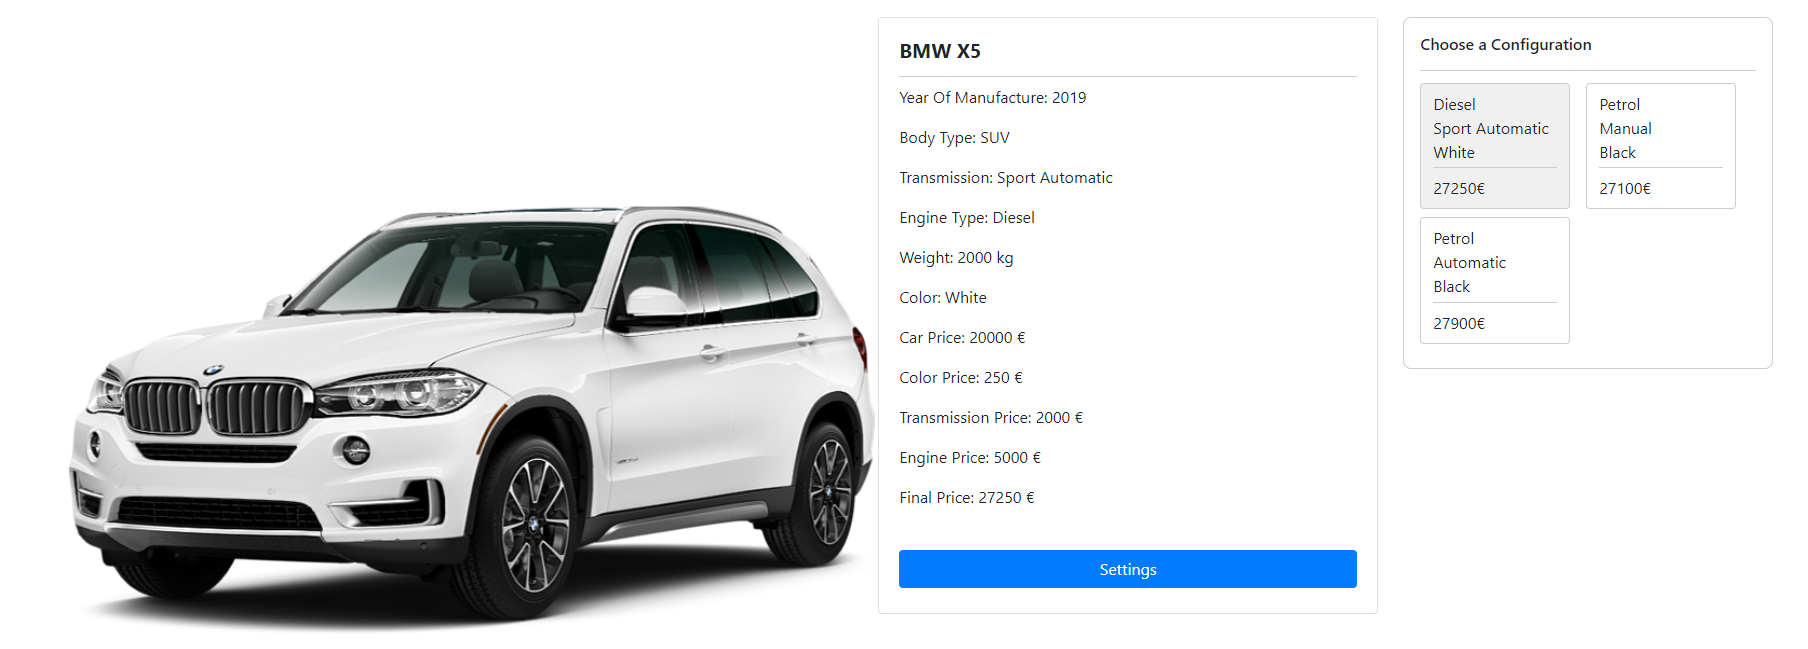 BMW X5
Year Of Manufacture: 2019
Body Type: SUV
Transmission: Sport Automatic
Engine Type: Diesel
Weight: 2000 kg
Color: White
Car Price: 20000 €
Color Price: 250 €
Transmission Price: 2000 €
Engine Price: 5000 €
Final Price: 27250 €
Settings
Choose a Configuration
Diesel
Sport Automatic
White
27250€
Petrol
Manual
Black
27100€
Petrol
Automatic
Black
27900€